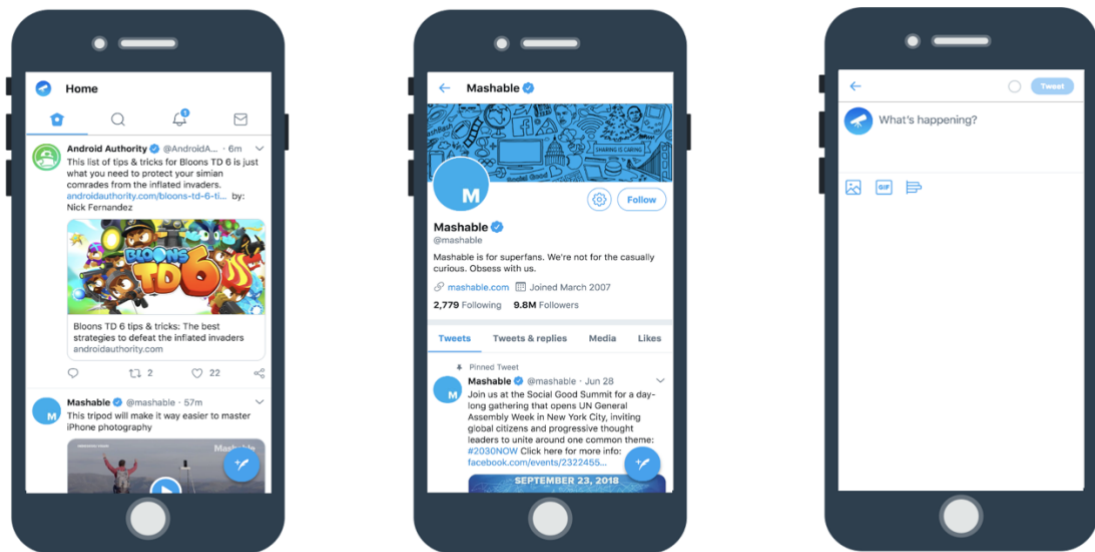 Home
1
Android Authority @AndroidA... · 6m
This list of tips & tricks for Bloons TD 6 is just
what you need to protect your simian
comrades from the inflated invaders.
androidauthority.com/bloons-td-6-ti... by:
Nick Fernandez
BLOONS
TD 6
Bloons TD 6 tips & tricks: The best
strategies to defeat the inflated invaders
androidauthority.com
2
22
M
Mashable @mashable · 57m
This tripod will make it way easier to master
iPhone photography
Mashable
Mashable
SHARING IS CARING
Social Good
M
Follow
Mashable
@mashable
Mashable is for superfans. We're not for the casually
curious. Obsess with us.
mashable.com Joined March 2007
2,779 Following 9.8M Followers
Tweets Tweets & replies Media Likes
Pinned Tweet
M
Mashable @mashable · Jun 28
Join us at the Social Good Summit for a day-
long gathering that opens UN General
Assembly Week in New York City, inviting
global citizens and progressive thought
leaders to unite around one common theme:
#2030NOW Click here for more info:
facebook.com/events/2322455...
SEPTEMBER 23, 2018
Tweet
What's happening?
GIF